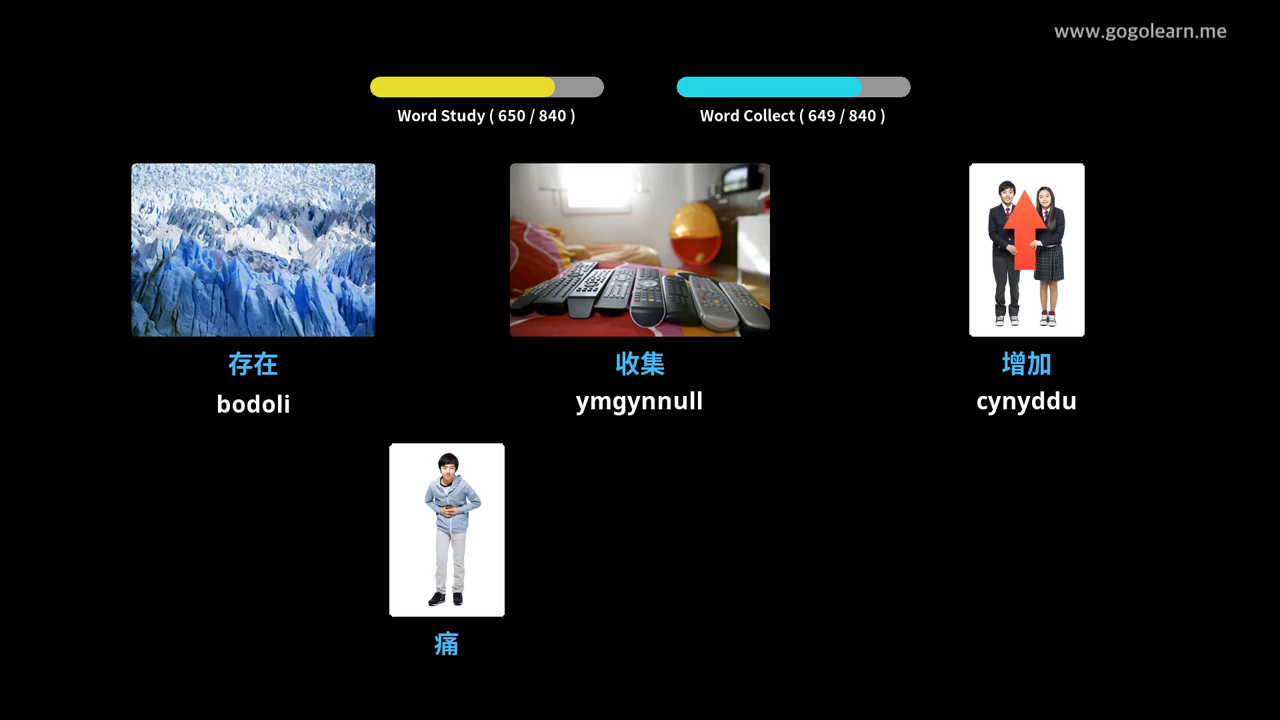 www.gogolearn.me
Word Study ( 650 / 840 )
Word Collect ( 649 / 840 )
存在
bodoli
收集
ymgynnull
增加
cynyddu
痛